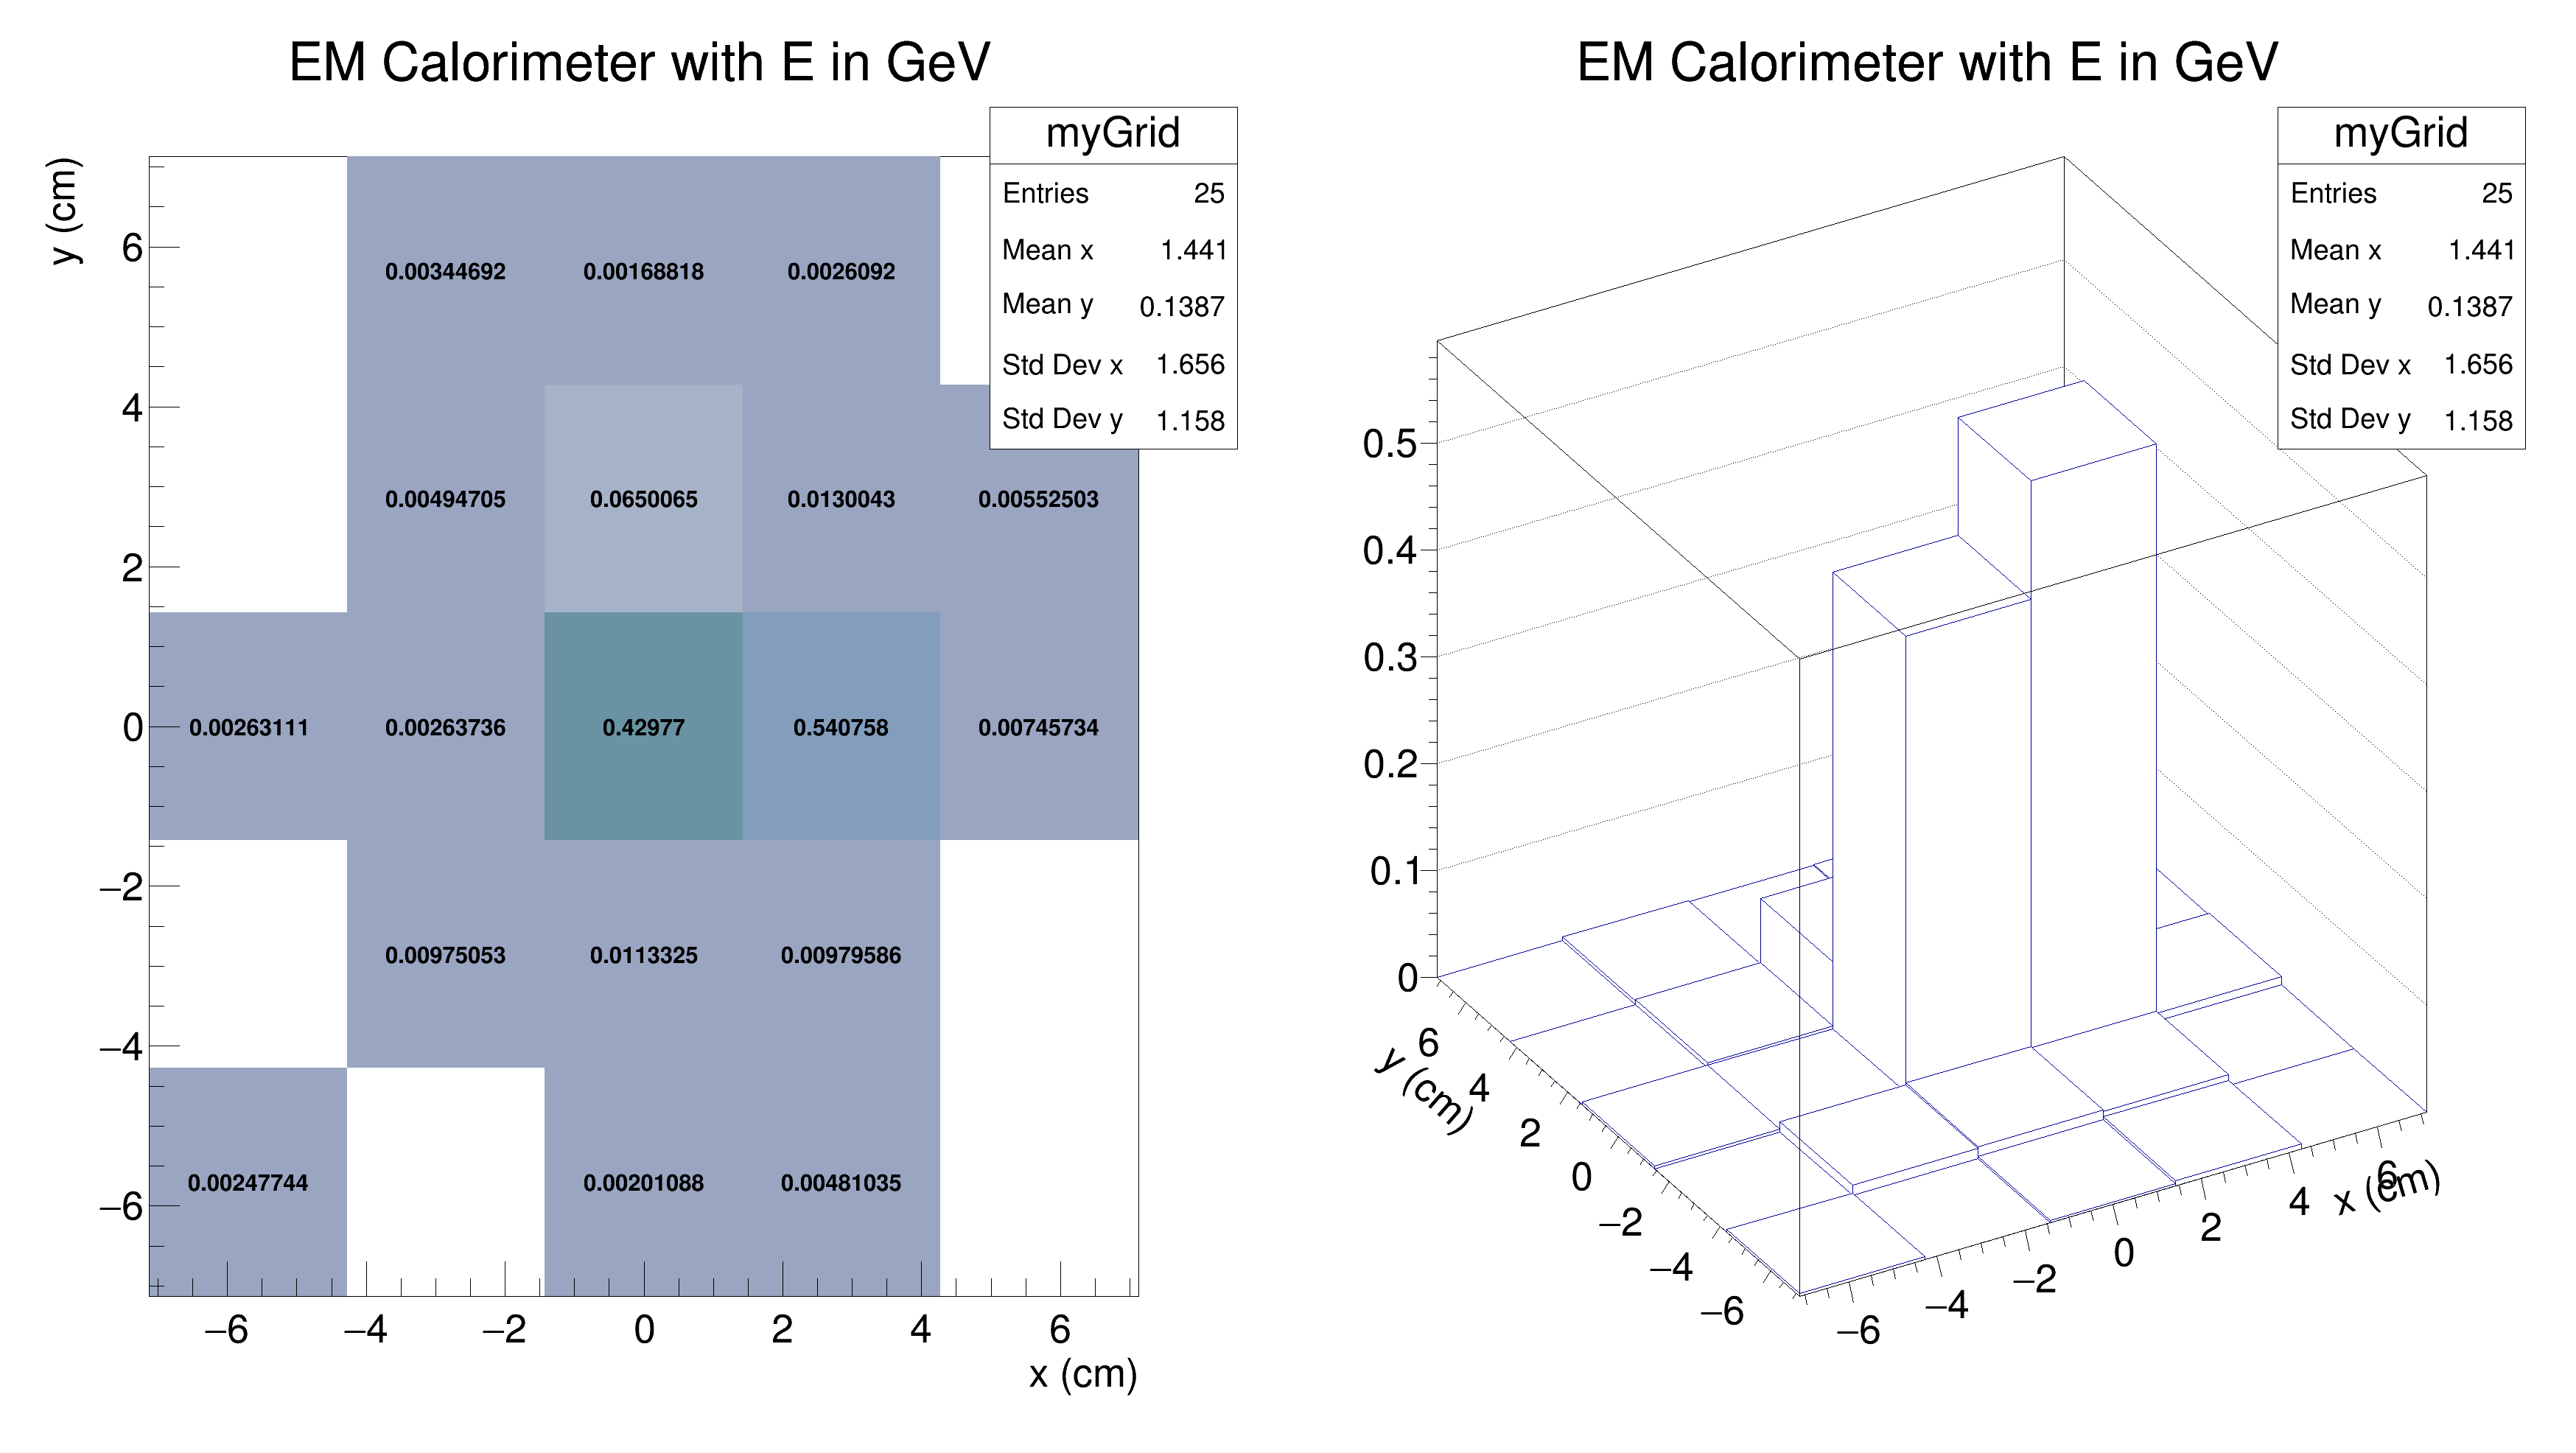 EM Calorimeter with E in GeV
myGrid
Entries 25
Mean x 1.441
Mean y 0.1387
Std Dev x 1.656
Std Dev y 1.158
y (cm)
6
4
2
0
−2
−4
−6
0.00344692 0.00168818 0.0026092
0.00494705 0.0650065 0.0130043 0.00552503
0.00263111 0.00263736 0.42977 0.540758 0.00745734
0.00975053 0.0113325 0.00979586
0.00247744 0.00201088 0.00481035
−6 −4 −2 0 2 4 6
x (cm)
EM Calorimeter with E in GeV
myGrid
Entries 25
Mean x 1.441
Mean y 0.1387
Std Dev x 1.656
Std Dev y 1.158
0.5
0.4
0.3
0.2
0.1
0
6
4
2
0
−2
−4
−6
y (cm)
−6
−4
−2
0
2
4
6
x (cm)